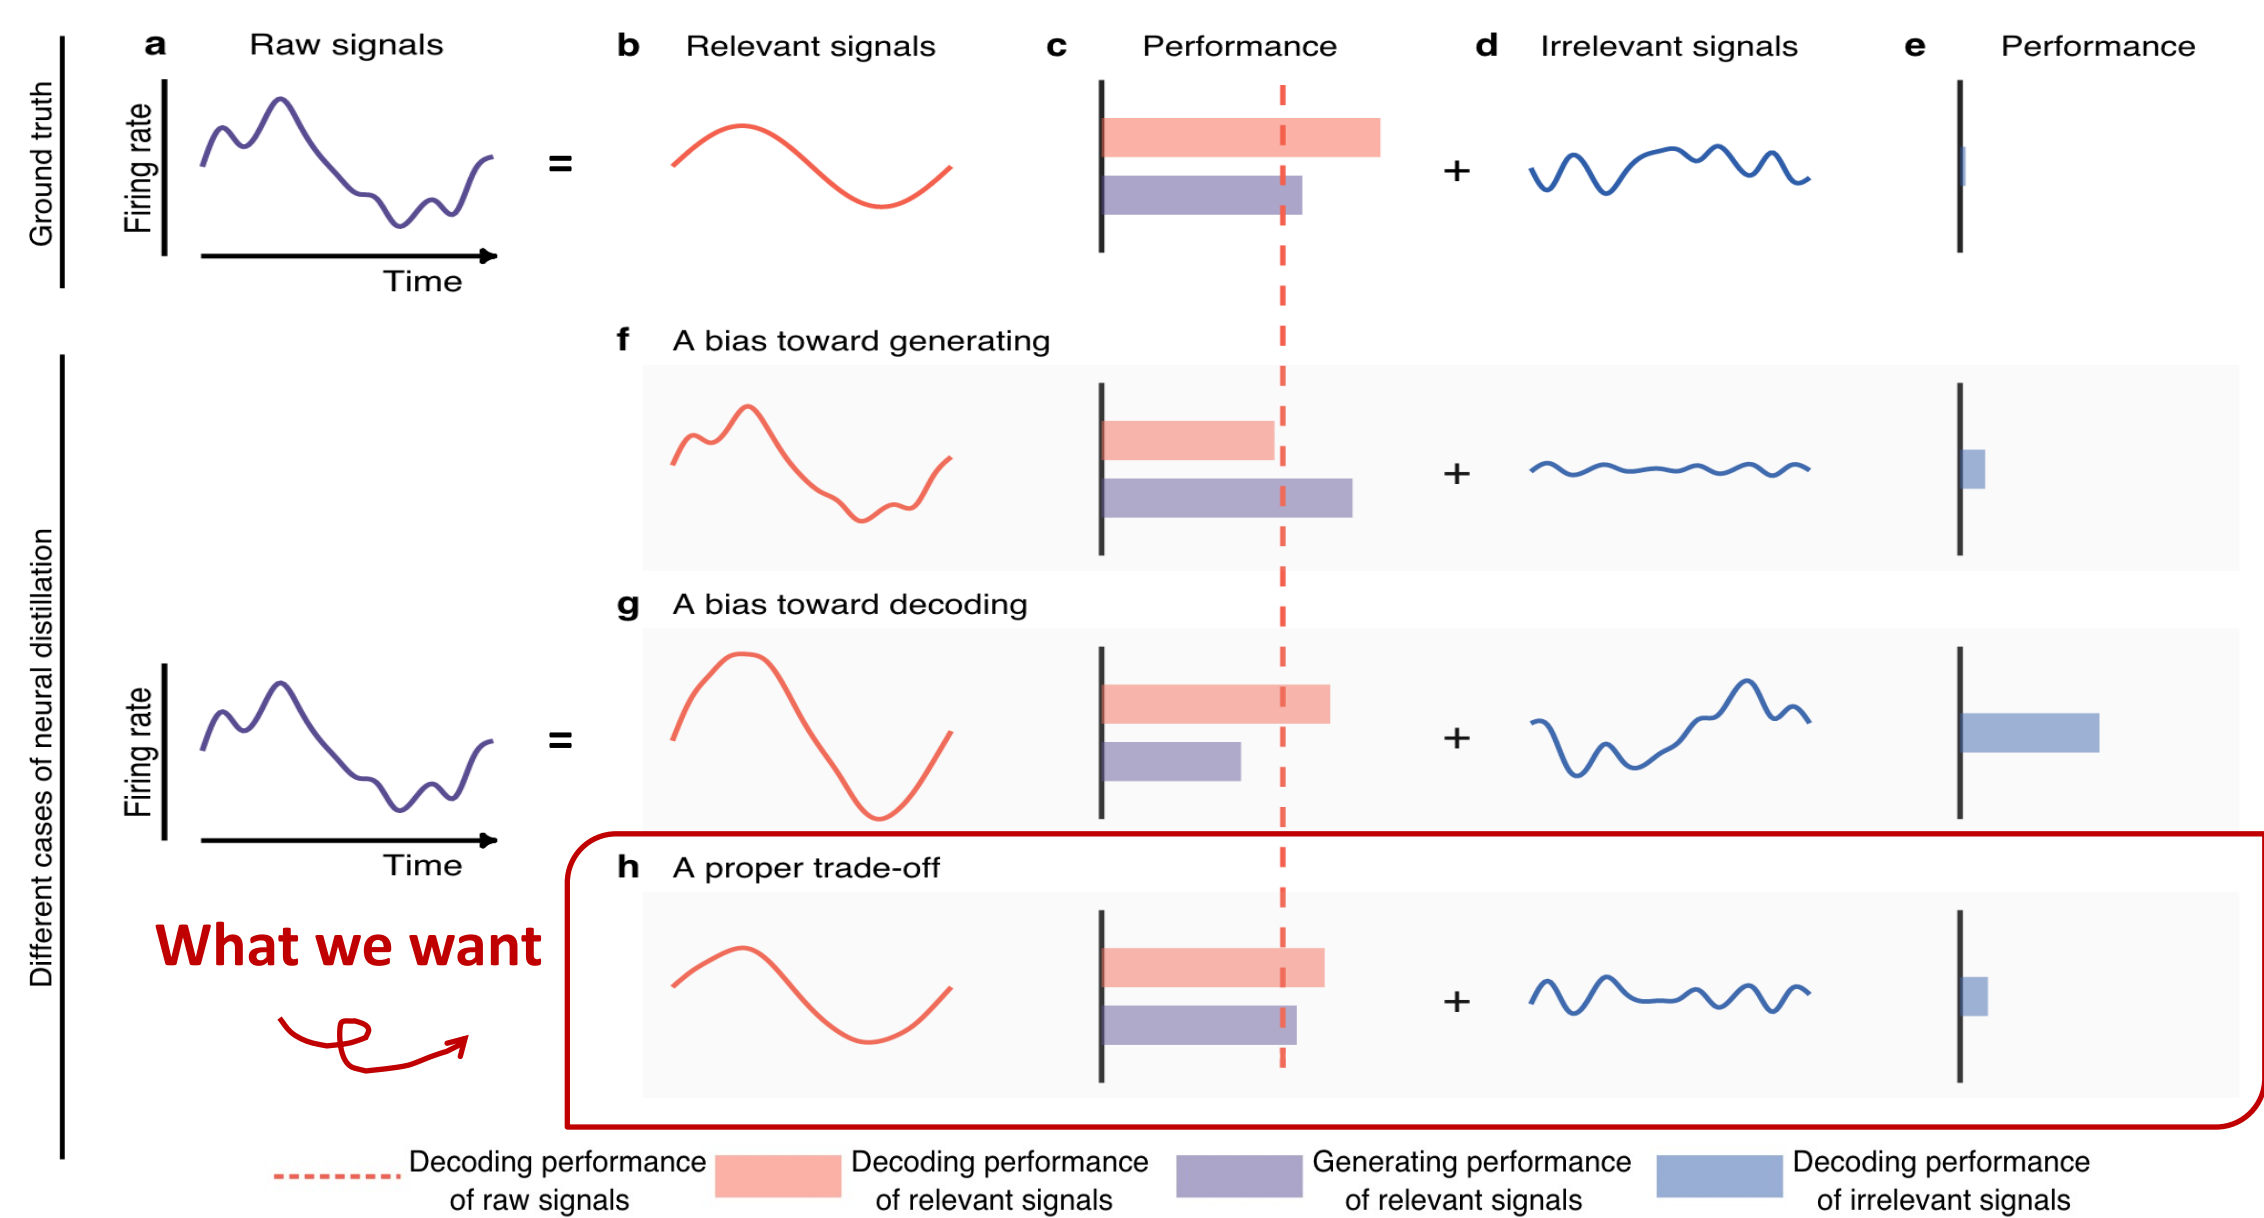 a Raw signals b Relevant signals c Performance d Irrelevant signals e Performance
Ground truth
Firing rate
=
+
Time
f A bias toward generating
+
g A bias toward decoding
Different cases of neural distillation
Firing rate
=
+
Time
h A proper trade-off
What we want
+
Decoding performance
of raw signals
Decoding performance
of relevant signals
Generating performance
of relevant signals
Decoding performance
of irrelevant signals